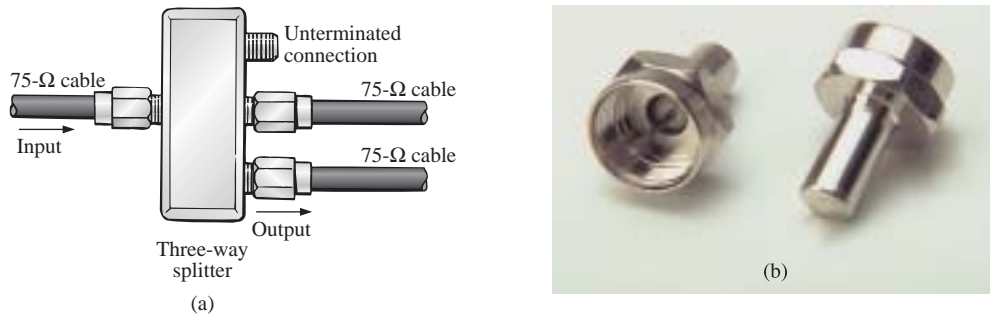 Unterminated
connection
75-Ω cable
75-Ω cable
Input
75-Ω cable
Output
Three-way
splitter
(a)
(b)